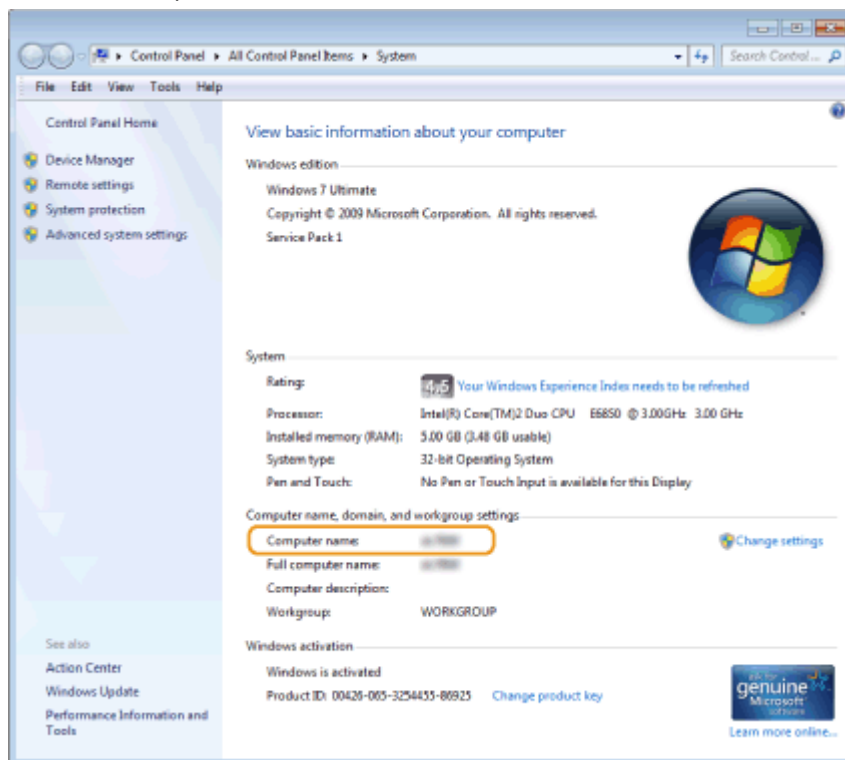 Control Panel ▸ All Control Panel Items ▸ System
Search Control ...
File Edit View Tools Help
Control Panel Home
Device Manager
Remote settings
System protection
Advanced system settings
View basic information about your computer
Windows edition
Windows 7 Ultimate
Copyright © 2009 Microsoft Corporation. All rights reserved.
Service Pack 1
System
Rating: 4,5 Your Windows Experience Index needs to be refreshed
Processor: Intel(R) Core(TM)2 Duo CPU E6850 @ 3.00GHz 3.00 GHz
Installed memory (RAM): 5.00 GB (3.48 GB usable)
System type: 32-bit Operating System
Pen and Touch: No Pen or Touch Input is available for this Display
Computer name, domain, and workgroup settings
Computer name:
Change settings
Full computer name:
Computer description:
Workgroup: WORKGROUP
Windows activation
Windows is activated
Product ID: 00426-065-3254455-86925 Change product key
See also
Action Center
Windows Update
Performance Information and
Tools
ask for
genuine
Microsoft
software
Learn more online...